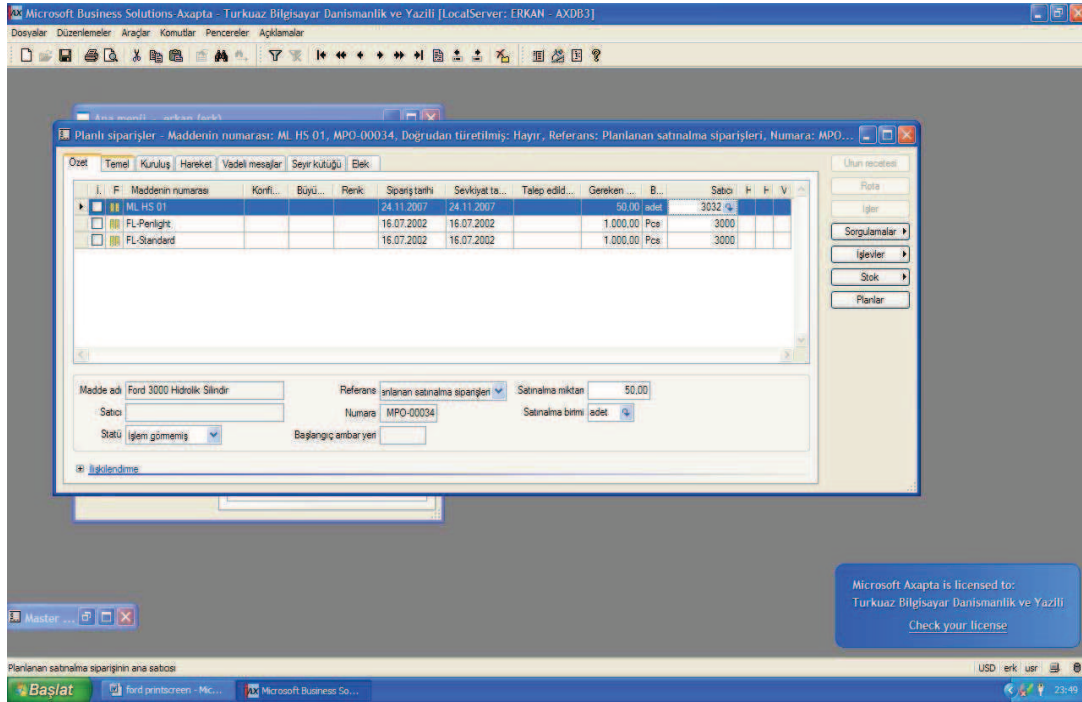 Microsoft Business Solutions-Axapta - Turkuaz Bilgisayar Danismanlik ve Yazili [LocalServer: ERKAN - AXDB3]
Dosyalar Düzenlemeler Araçlar Komutlar Pencereler Açıklamalar
Ana menü - erkan (erk)
Planlı siparişler - Maddenin numarası: ML HS 01, MPO-00034, Doğrudan türetilmiş: Hayır, Referans: Planlanan satınalma siparişleri, Numara: MPO...
Özet Temel Kuruluş Hareket Vadeli mesajlar Seyir kütüğü Elek
Ürün reçetesi
Rota
İşler
Sorgulamalar
İşlevler
Stok
Planlar
İ. F Maddenin numarası Konfi... Büyü... Renk Sipariş tarihi Sevkiyat ta... Talep edild... Gereken ... B... Satıcı H H V
ML HS 01 24.11.2007 24.11.2007 50,00 adet 3032
FL-Penlight 16.07.2002 16.07.2002 1.000,00 Pcs 3000
FL-Standard 16.07.2002 16.07.2002 1.000,00 Pcs 3000
Madde adı Ford 3000 Hidrolik Silindir Referans anlanan satınalma siparişleri Satınalma miktarı 50,00
Satıcı Numara MPO-00034 Satınalma birimi adet
Statü İşlem görmemiş Başlangıç ambar yeri
İlişkilendirme
Microsoft Axapta is licensed to:
Turkuaz Bilgisayar Danismanlik ve Yazili
Check your license
Master ...
Planlanan satınalma siparişinin ana satıcısı USD erk usr
Başlat ford printscreen - Mic... Microsoft Business So... 23:49